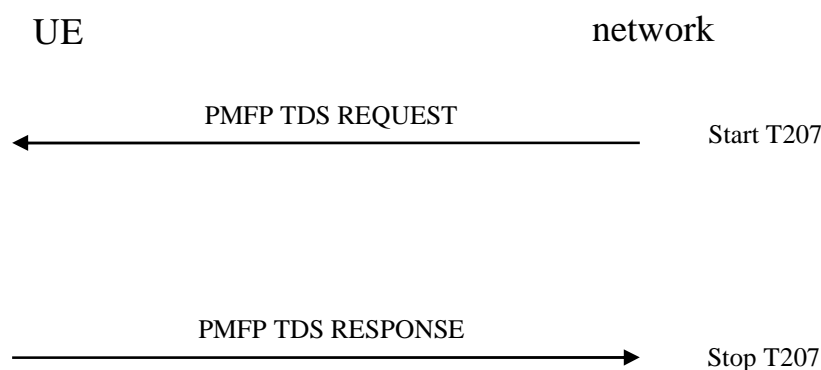 UE
network
PMFP TDS REQUEST
Start T207
PMFP TDS RESPONSE
Stop T207